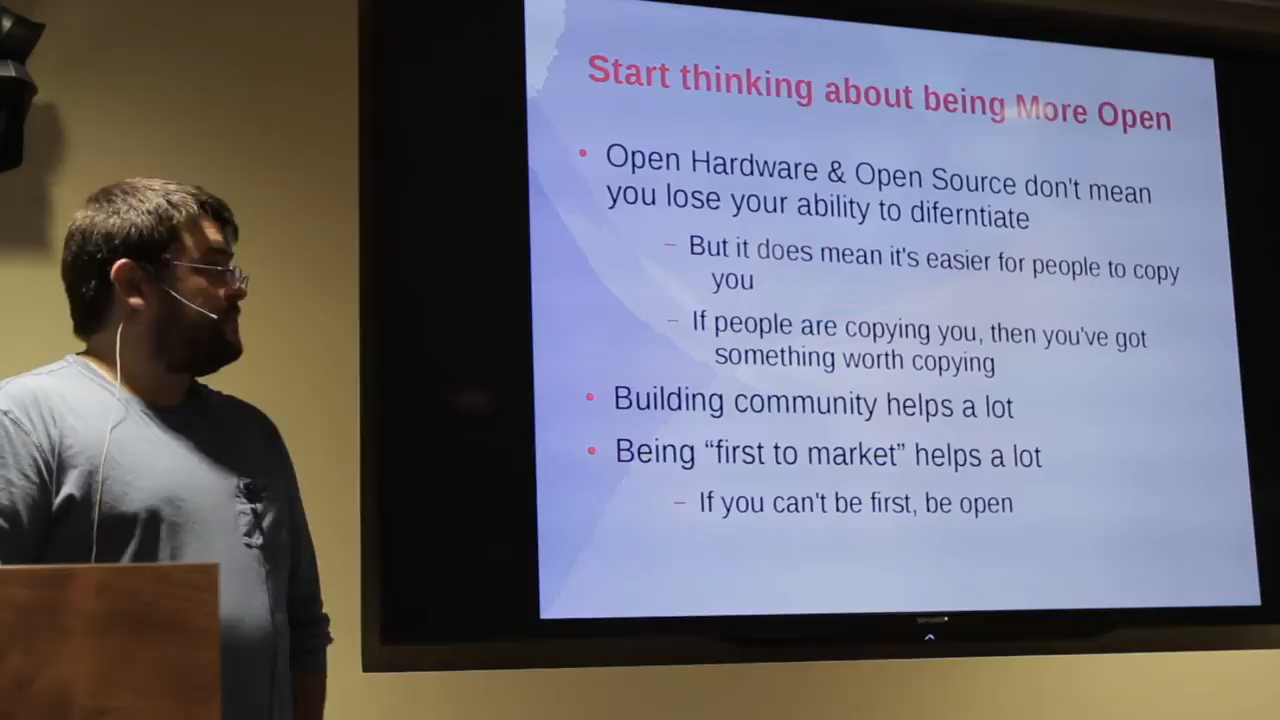 Start thinking about being More Open
• Open Hardware & Open Source don't mean
you lose your ability to diferntiate
– But it does mean it's easier for people to copy
you
– If people are copying you, then you've got
something worth copying
• Building community helps a lot
• Being “first to market” helps a lot
– If you can't be first, be open